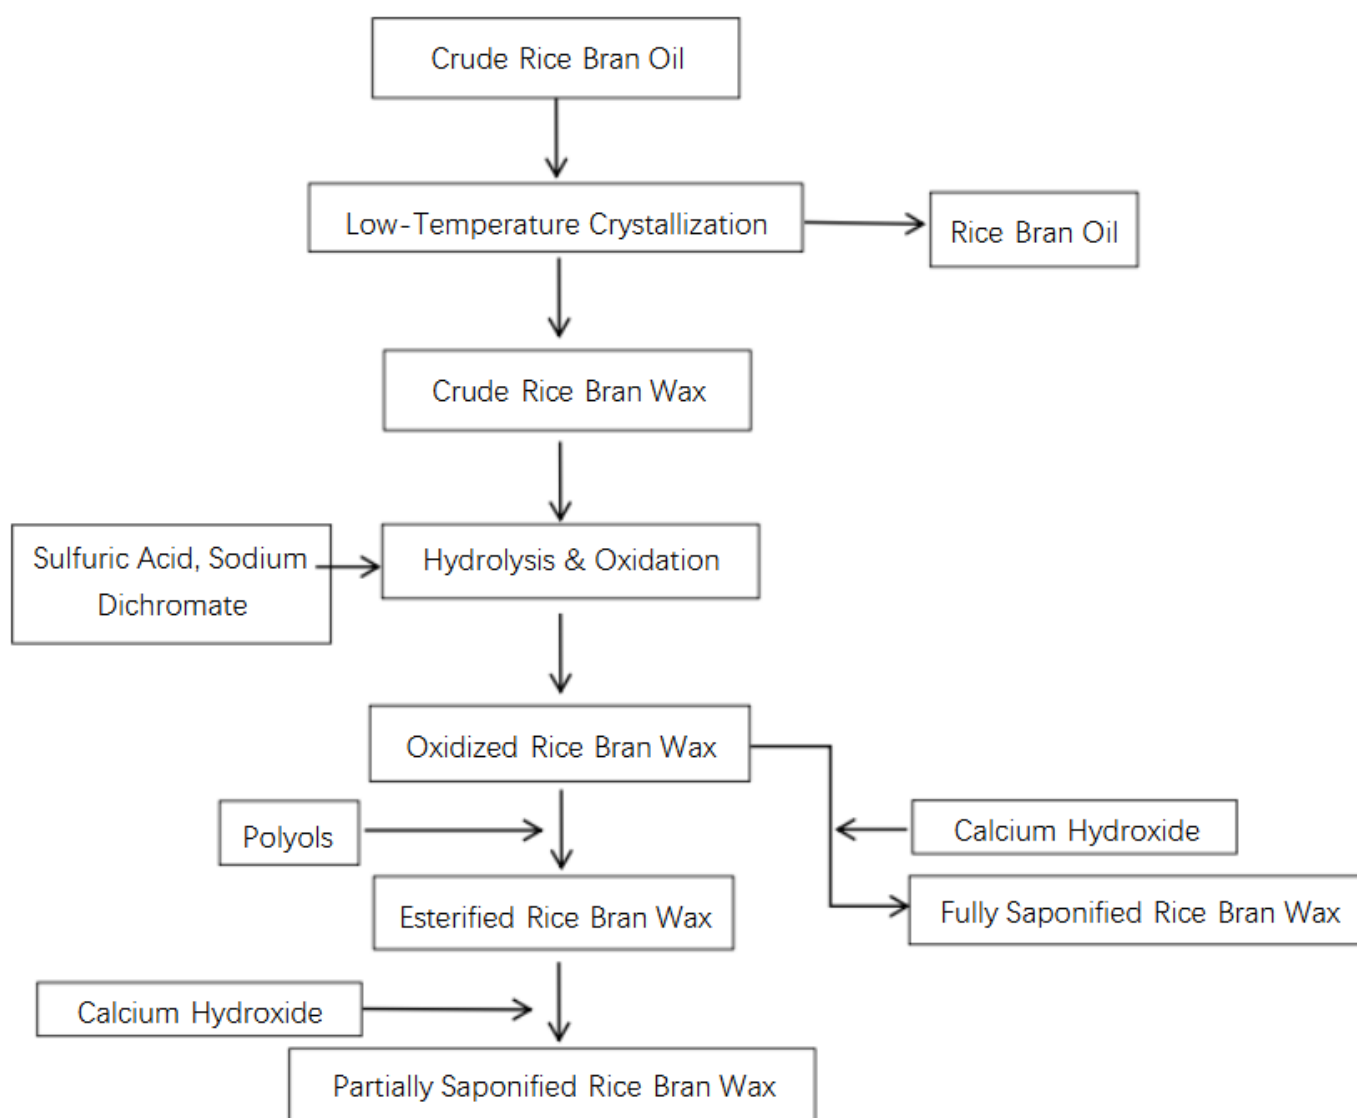 Crude Rice Bran Oil
Low-Temperature Crystallization
Rice Bran Oil
Crude Rice Bran Wax
Sulfuric Acid, Sodium
Dichromate
Hydrolysis & Oxidation
Oxidized Rice Bran Wax
Polyols
Calcium Hydroxide
Esterified Rice Bran Wax
Fully Saponified Rice Bran Wax
Calcium Hydroxide
Partially Saponified Rice Bran Wax